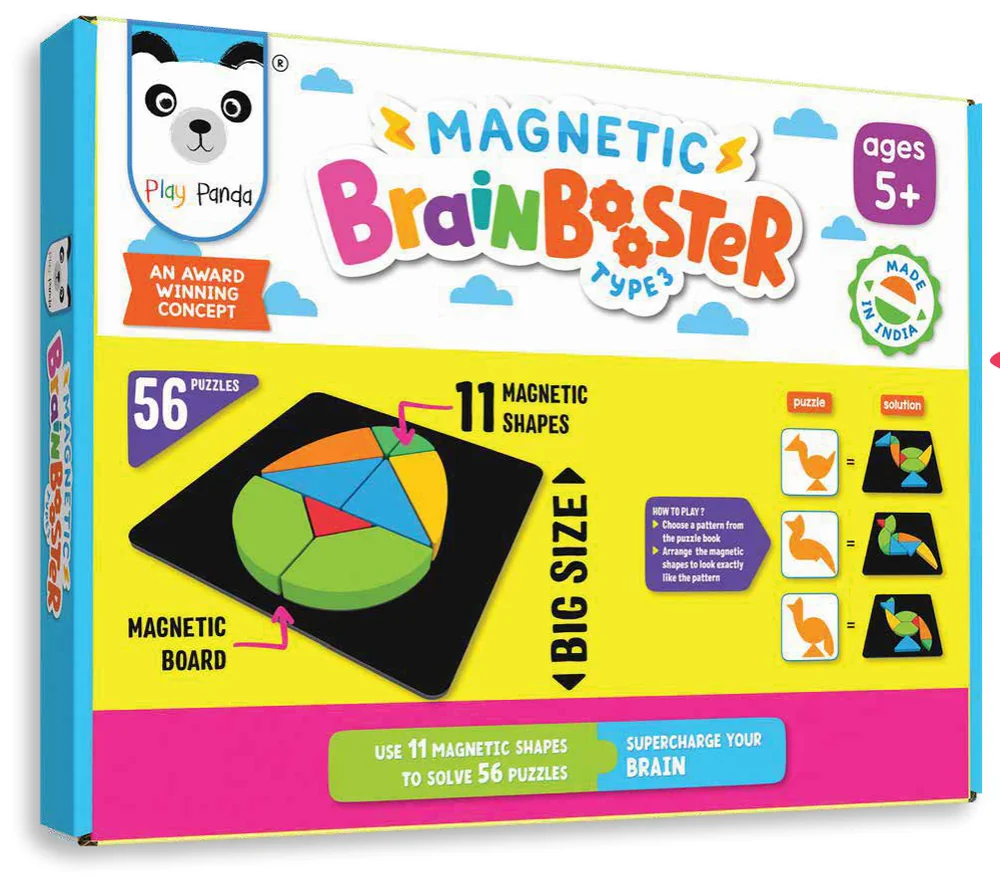 ®
Play Panda
MAGNETIC
BrainBOOSTER
TYPE 3
ages
5+
AN AWARD
WINNING
CONCEPT
MADE
IN INDIA
56 PUZZLES
11 MAGNETIC
SHAPES
puzzle
solution
=
=
=
HOW TO PLAY ?
Choose a pattern from
the puzzle book
Arrange the magnetic
shapes to look exactly
like the pattern
BIG SIZE
MAGNETIC
BOARD
USE 11 MAGNETIC SHAPES
TO SOLVE 56 PUZZLES
SUPERCHARGE YOUR
BRAIN
Play Panda
MAGNETIC
BrainBOOSTER